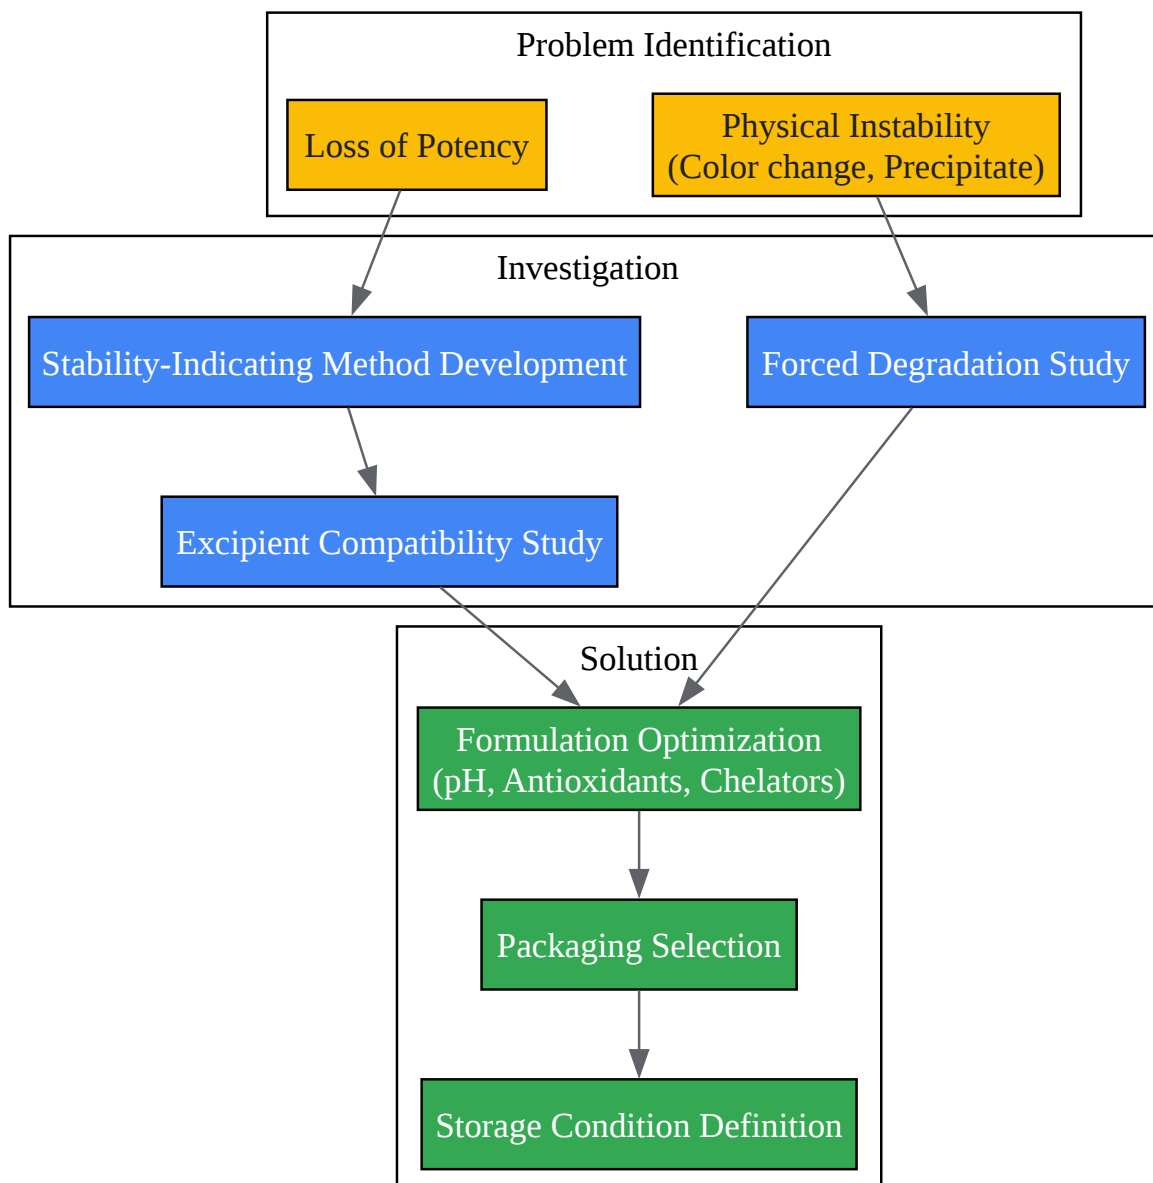 Problem Identification
Loss of Potency
Physical Instability
(Color change, Precipitate)
Investigation
Stability-Indicating Method Development
Forced Degradation Study
Excipient Compatibility Study
Solution
Formulation Optimization
(pH, Antioxidants, Chelators)
Packaging Selection
Storage Condition Definition